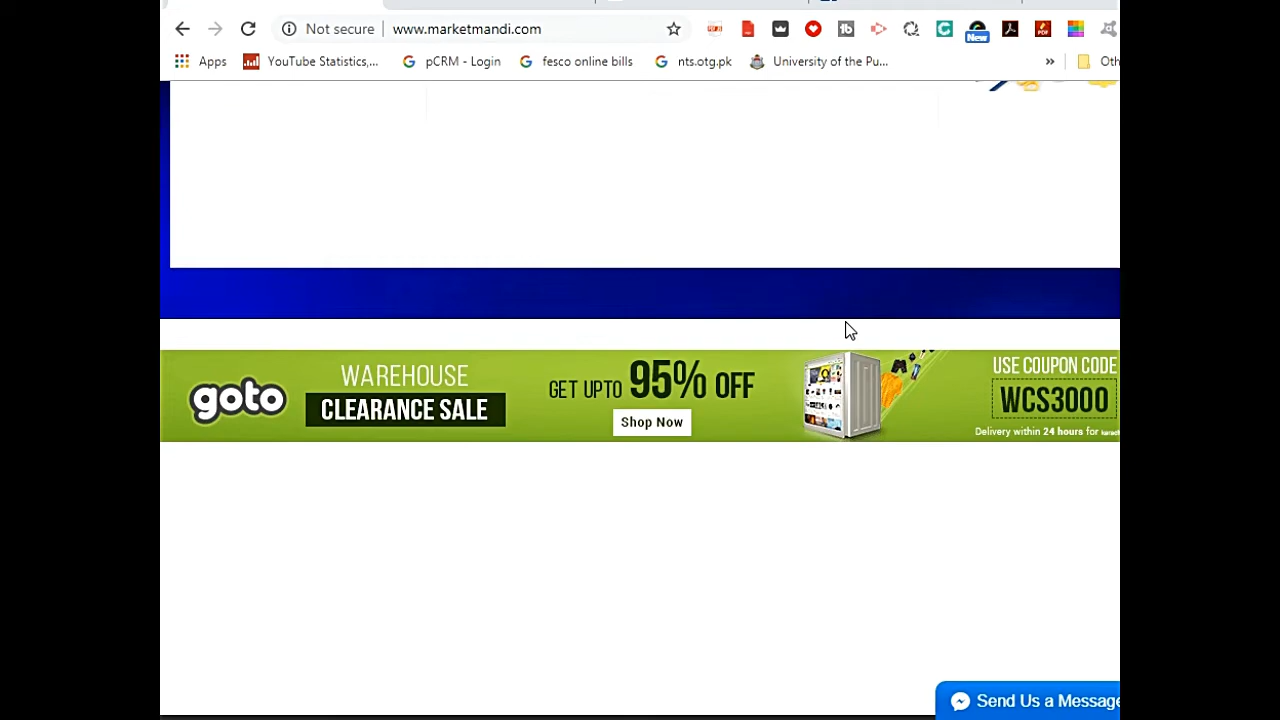 Not secure
www.marketmandi.com
New
Apps
YouTube Statistics,...
pCRM - Login
fesco online bills
nts.otg.pk
University of the Pu...
»
Oth
goto
WAREHOUSE
CLEARANCE SALE
GET UPTO 95% OFF
Shop Now
USE COUPON CODE
WCS3000
Delivery within 24 hours for
Send Us a Message